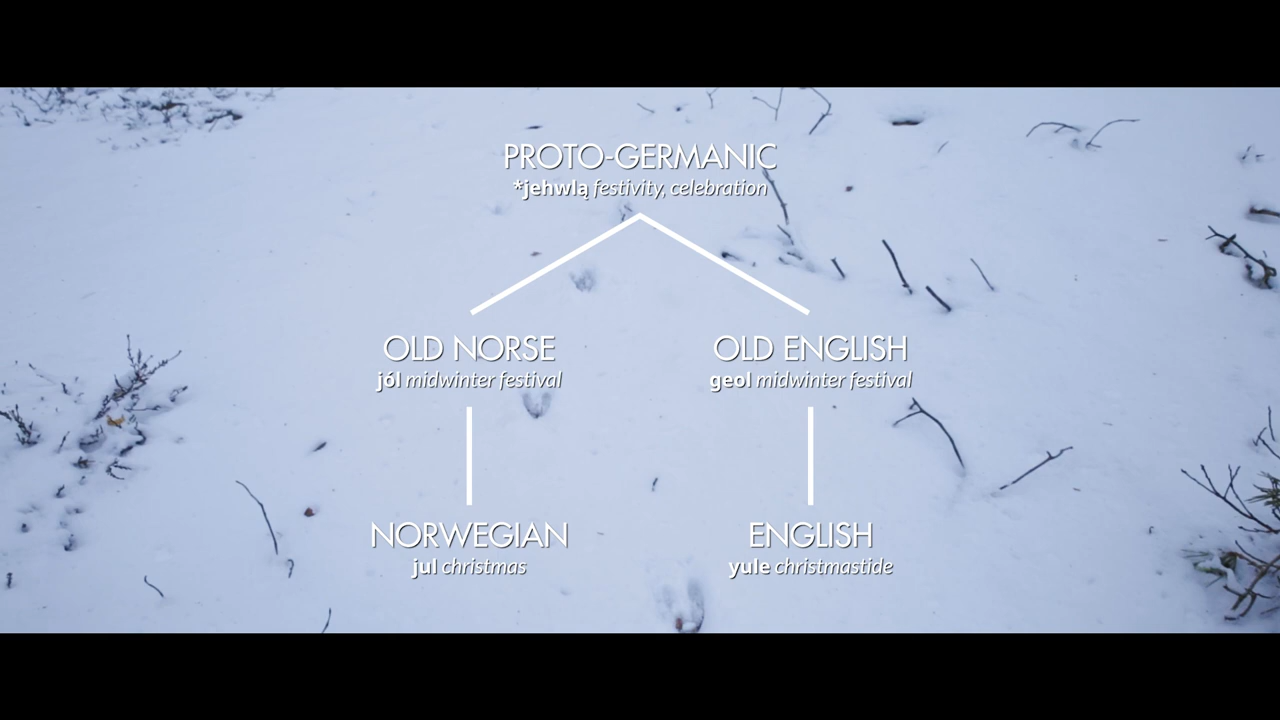 PROTO-GERMANIC
*jehwlą festivity, celebration
OLD NORSE
jól midwinter festival
OLD ENGLISH
geol midwinter festival
NORWEGIAN
jul christmas
ENGLISH
yule christmastide